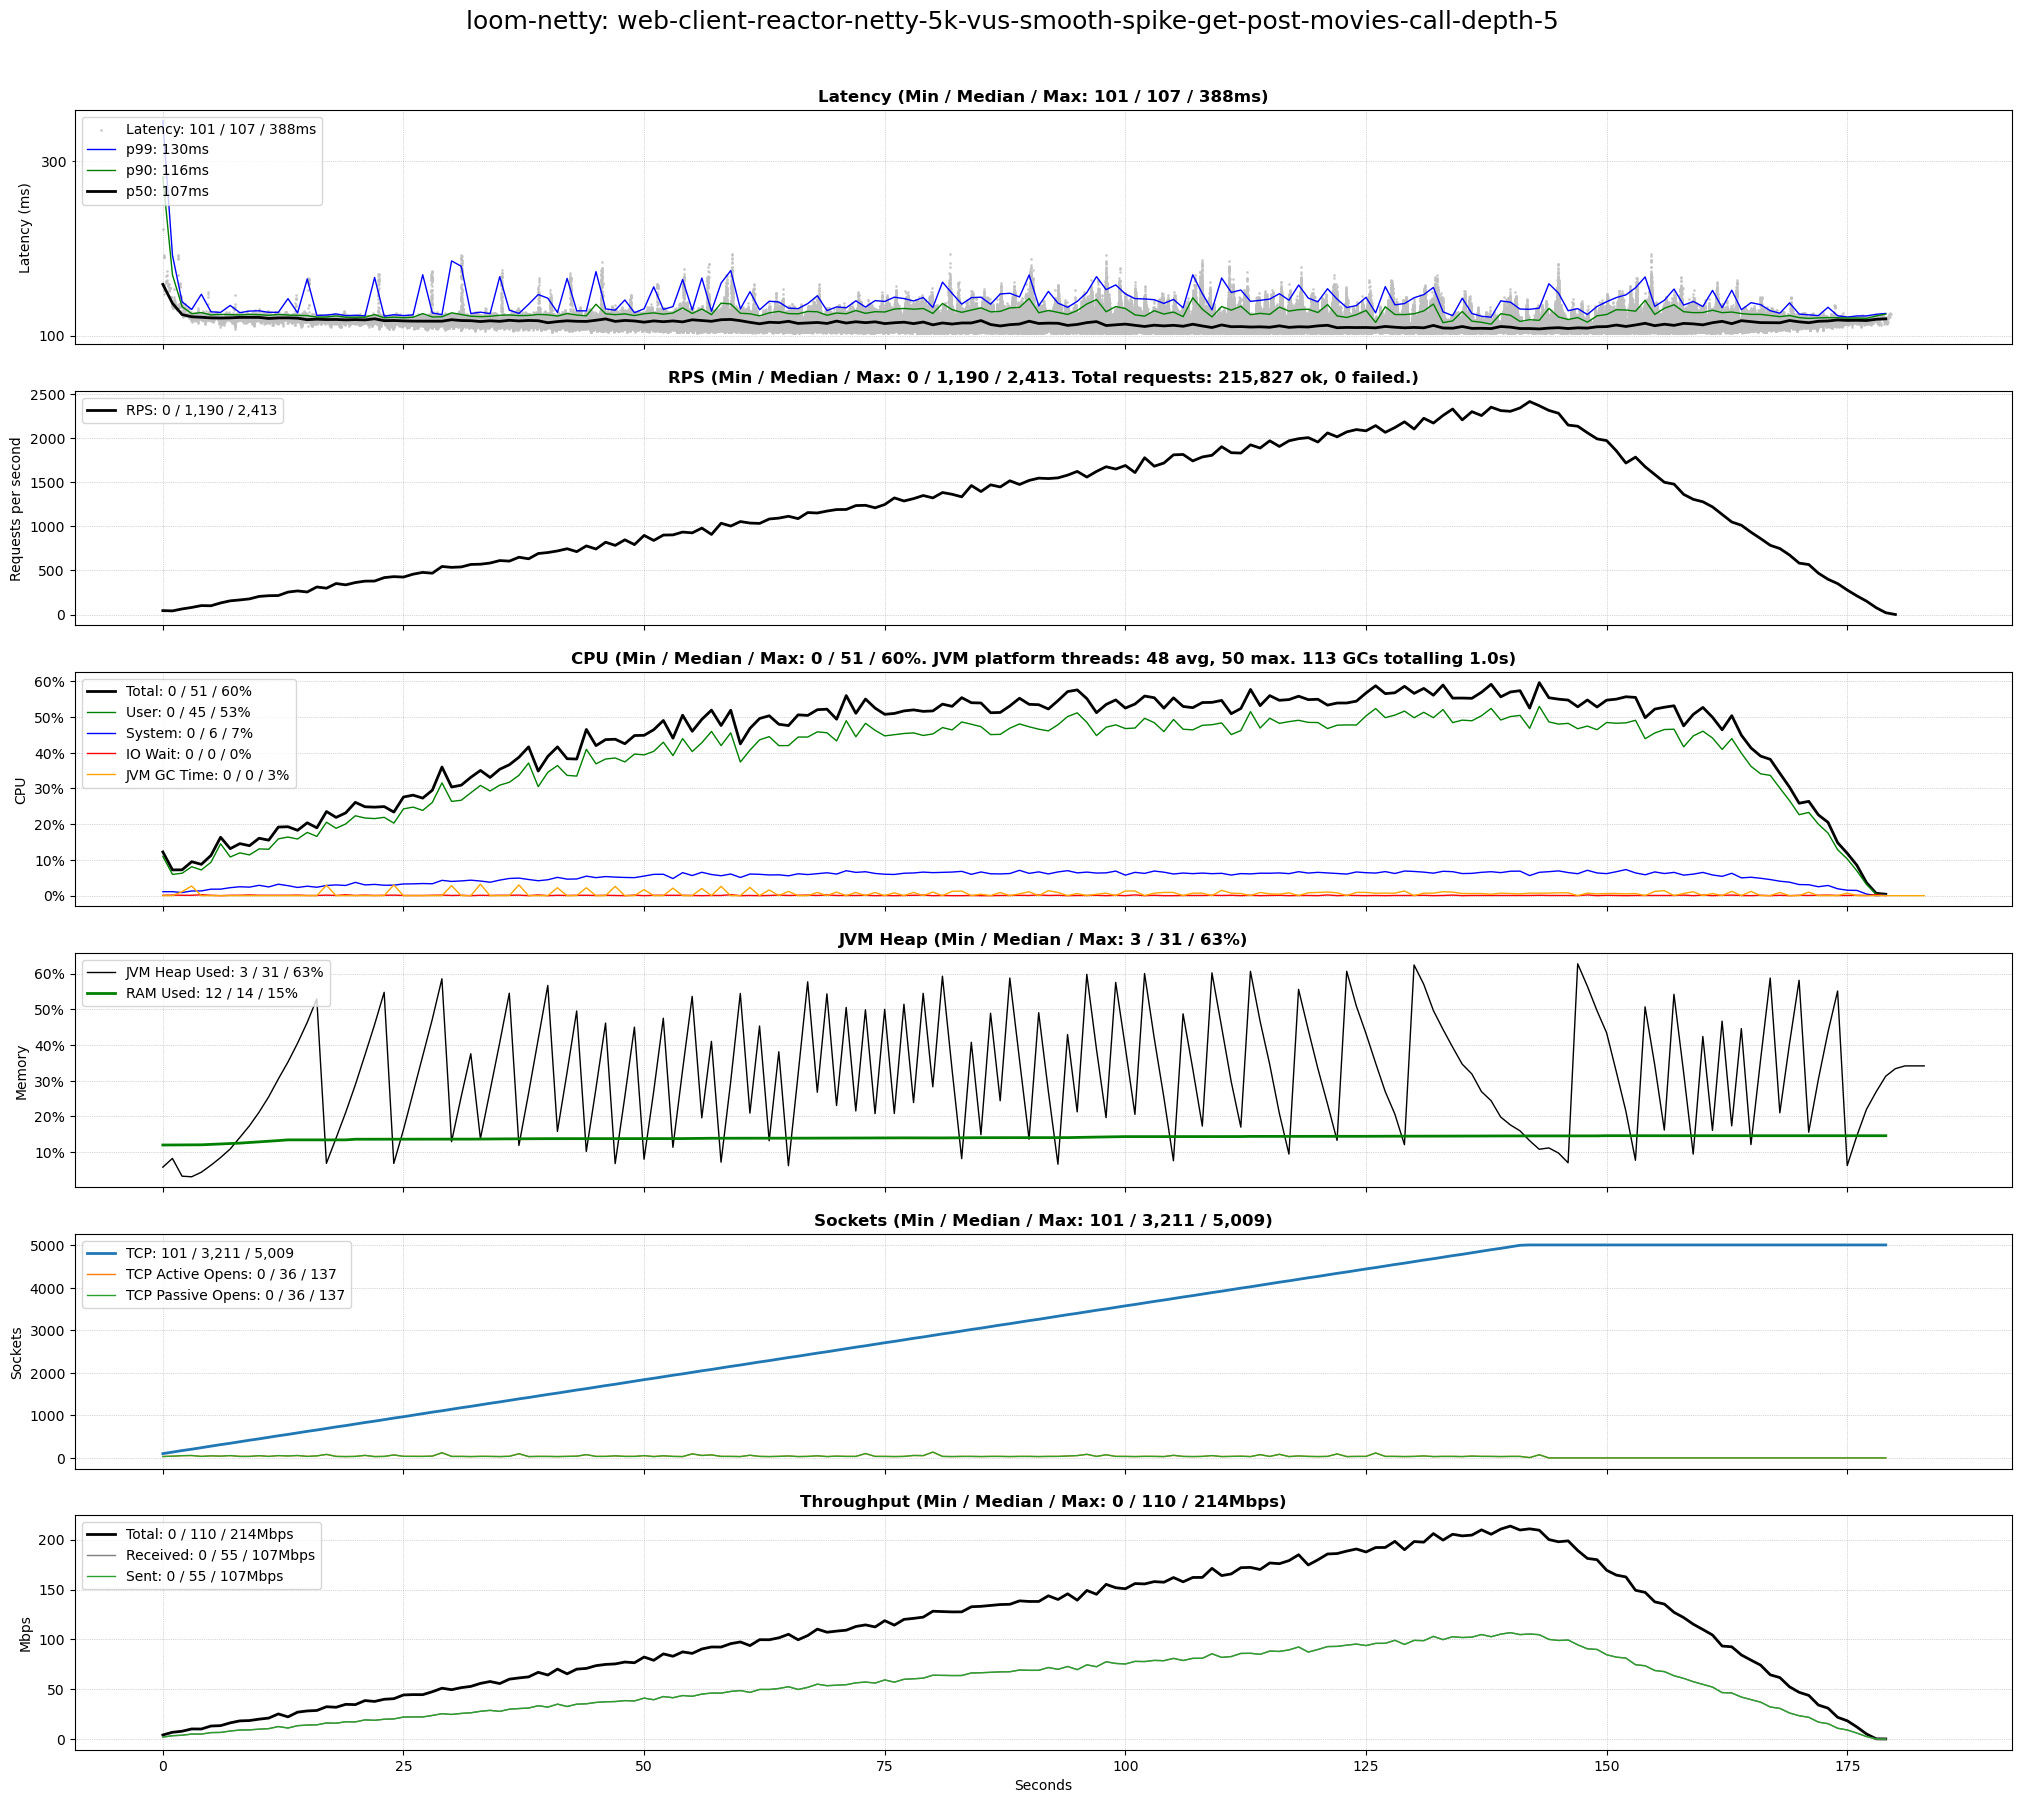 loom-netty: web-client-reactor-netty-5k-vus-smooth-spike-get-post-movies-call-depth-5
Latency (Min / Median / Max: 101 / 107 / 388ms)
Latency: 101 / 107 / 388ms
p99: 130ms
p90: 116ms
p50: 107ms
Latency (ms)
300
100
RPS (Min / Median / Max: 0 / 1,190 / 2,413. Total requests: 215,827 ok, 0 failed.)
RPS: 0 / 1,190 / 2,413
Requests per second
2500
2000
1500
1000
500
0
CPU (Min / Median / Max: 0 / 51 / 60%. JVM platform threads: 48 avg, 50 max. 113 GCs totalling 1.0s)
Total: 0 / 51 / 60%
User: 0 / 45 / 53%
System: 0 / 6 / 7%
IO Wait: 0 / 0 / 0%
JVM GC Time: 0 / 0 / 3%
CPU
60%
50%
40%
30%
20%
10%
0%
JVM Heap (Min / Median / Max: 3 / 31 / 63%)
JVM Heap Used: 3 / 31 / 63%
RAM Used: 12 / 14 / 15%
Memory
60%
50%
40%
30%
20%
10%
Sockets (Min / Median / Max: 101 / 3,211 / 5,009)
TCP: 101 / 3,211 / 5,009
TCP Active Opens: 0 / 36 / 137
TCP Passive Opens: 0 / 36 / 137
Sockets
5000
4000
3000
2000
1000
0
Throughput (Min / Median / Max: 0 / 110 / 214Mbps)
Total: 0 / 110 / 214Mbps
Received: 0 / 55 / 107Mbps
Sent: 0 / 55 / 107Mbps
Mbps
200
150
100
50
0
0 25 50 75 100 125 150 175
Seconds